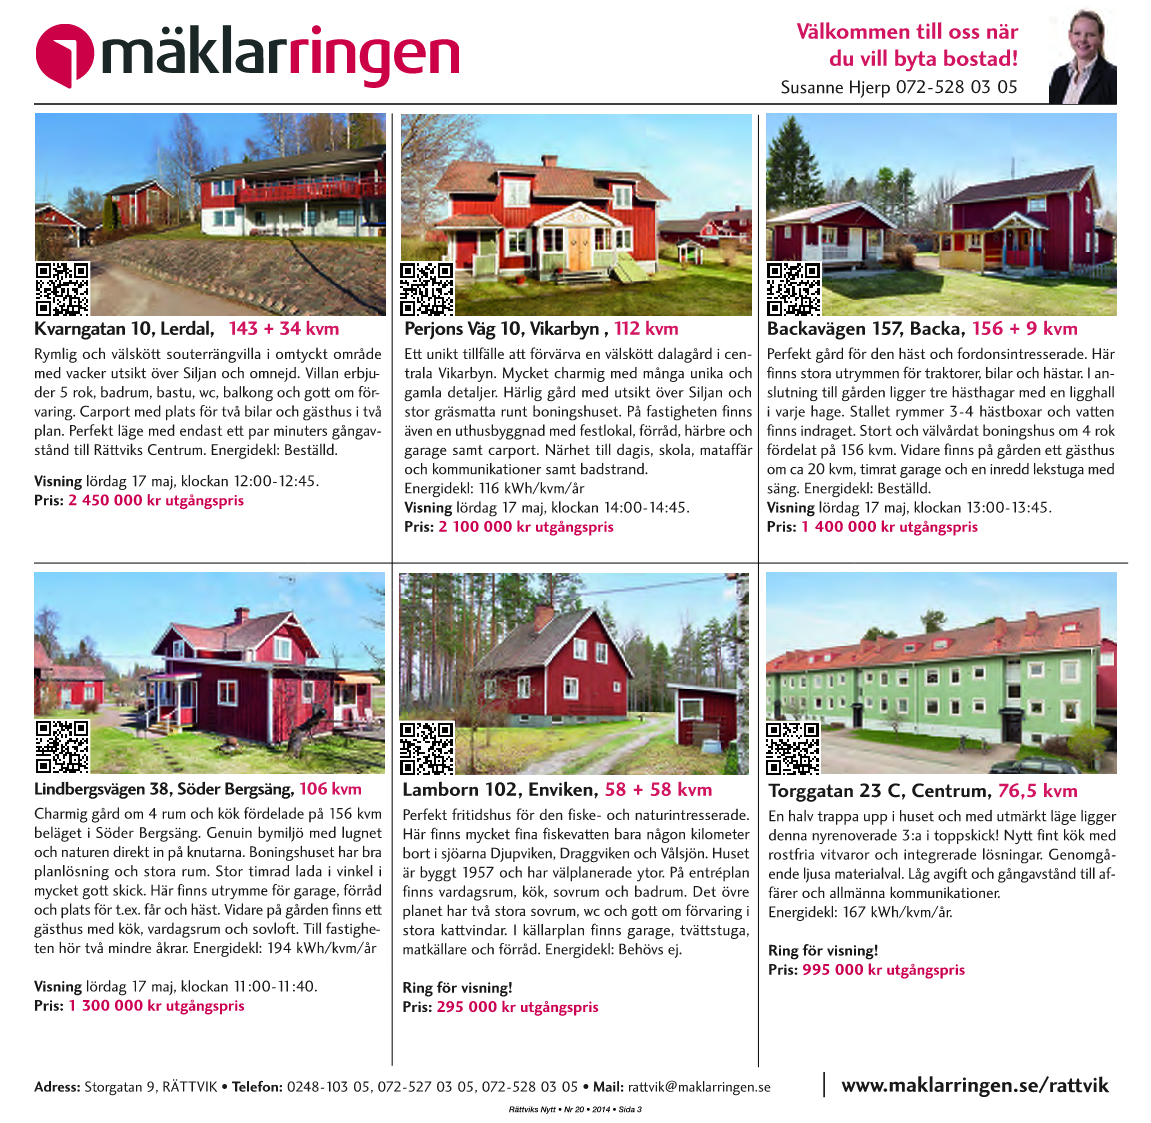 mäklarringen
Välkommen till oss när
du vill byta bostad!
Susanne Hjerp 072-528 03 05
Kvarngatan 10, Lerdal, 143 + 34 kvm
Rymlig och välskött souterrängvilla i omtyckt område
med vacker utsikt över Siljan och omnejd. Villan erbju-
der 5 rok, badrum, bastu, wc, balkong och gott om för-
varing. Carport med plats för två bilar och gästhus i två
plan. Perfekt läge med endast ett par minuters gångav-
stånd till Rättviks Centrum. Energidekl: Beställd.
Visning lördag 17 maj, klockan 12:00-12:45.
Pris: 2 450 000 kr utgångspris
Perjons Väg 10, Vikarbyn , 112 kvm
Ett unikt tillfälle att förvärva en välskött dalagård i cen-
trala Vikarbyn. Mycket charmig med många unika och
gamla detaljer. Härlig gård med utsikt över Siljan och
stor gräsmatta runt boningshuset. På fastigheten finns
även en uthusbyggnad med festlokal, förråd, härbre och
garage samt carport. Närhet till dagis, skola, mataffär
och kommunikationer samt badstrand.
Energidekl: 116 kWh/kvm/år
Visning lördag 17 maj, klockan 14:00-14:45.
Pris: 2 100 000 kr utgångspris
Backavägen 157, Backa, 156 + 9 kvm
Perfekt gård för den häst och fordonsintresserade. Här
finns stora utrymmen för traktorer, bilar och hästar. I an-
slutning till gården ligger tre hästhagar med en ligghall
i varje hage. Stallet rymmer 3-4 hästboxar och vatten
finns indraget. Stort och välvårdat boningshus om 4 rok
fördelat på 156 kvm. Vidare finns på gården ett gästhus
om ca 20 kvm, timrat garage och en inredd lekstuga med
säng. Energidekl: Beställd.
Visning lördag 17 maj, klockan 13:00-13:45.
Pris: 1 400 000 kr utgångspris
Lindbergsvägen 38, Söder Bergsäng, 106 kvm
Charmig gård om 4 rum och kök fördelade på 156 kvm
beläget i Söder Bergsäng. Genuin bymiljö med lugnet
och naturen direkt in på knutarna. Boningshuset har bra
planlösning och stora rum. Stor timrad lada i vinkel i
mycket gott skick. Här finns utrymme för garage, förråd
och plats för t.ex. får och häst. Vidare på gården finns ett
gästhus med kök, vardagsrum och sovloft. Till fastighe-
ten hör två mindre åkrar. Energidekl: 194 kWh/kvm/år
Visning lördag 17 maj, klockan 11:00-11:40.
Pris: 1 300 000 kr utgångspris
Lamborn 102, Enviken, 58 + 58 kvm
Perfekt fritidshus för den fiske- och naturintresserade.
Här finns mycket fina fiskevatten bara någon kilometer
bort i sjöarna Djupviken, Draggviken och Vålsjön. Huset
är byggt 1957 och har välplanerade ytor. På entréplan
finns vardagsrum, kök, sovrum och badrum. Det övre
planet har två stora sovrum, wc och gott om förvaring i
stora kattvindar. I källarplan finns garage, tvättstuga,
matkällare och förråd. Energidekl: Behövs ej.
Ring för visning!
Pris: 295 000 kr utgångspris
Torggatan 23 C, Centrum, 76,5 kvm
En halv trappa upp i huset och med utmärkt läge ligger
denna nyrenoverade 3:a i toppskick! Nytt fint kök med
rostfria vitvaror och integrerade lösningar. Genomgå-
ende ljusa materialval. Låg avgift och gångavstånd till af-
färer och allmänna kommunikationer.
Energidekl: 167 kWh/kvm/år.
Ring för visning!
Pris: 995 000 kr utgångspris
Adress: Storgatan 9, RÄTTVIK • Telefon: 0248-103 05, 072-527 03 05, 072-528 03 05 • Mail: rattvik@maklarringen.se
www.maklarringen.se/rattvik
Rättviks Nytt • Nr 20 • 2014 • Sida 3